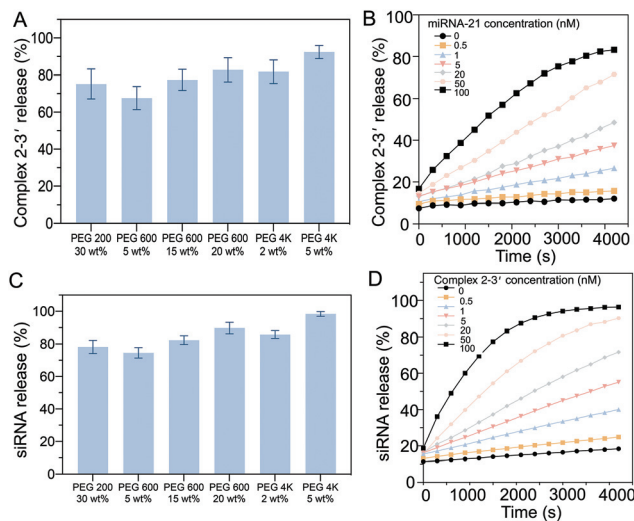 A
Complex 2-3′ release (%)
100
80
60
40
20
0
PEG 200 PEG 600 PEG 600 PEG 600 PEG 4K PEG 4K
30 wt% 5 wt% 15 wt% 20 wt% 2 wt% 5 wt%
B
Complex 2-3′ release (%)
100
80
60
40
20
0
miRNA-21 concentration (nM)
0
0.5
1
5
20
50
100
0 1000 2000 3000 4000
Time (s)
C
siRNA release (%)
100
80
60
40
20
0
PEG 200 PEG 600 PEG 600 PEG 600 PEG 4K PEG 4K
30 wt% 5 wt% 15 wt% 20 wt% 2 wt% 5 wt%
D
siRNA release (%)
100
80
60
40
20
0
Complex 2-3′ concentration (nM)
0
0.5
1
5
20
50
100
0 1000 2000 3000 4000
Time (s)